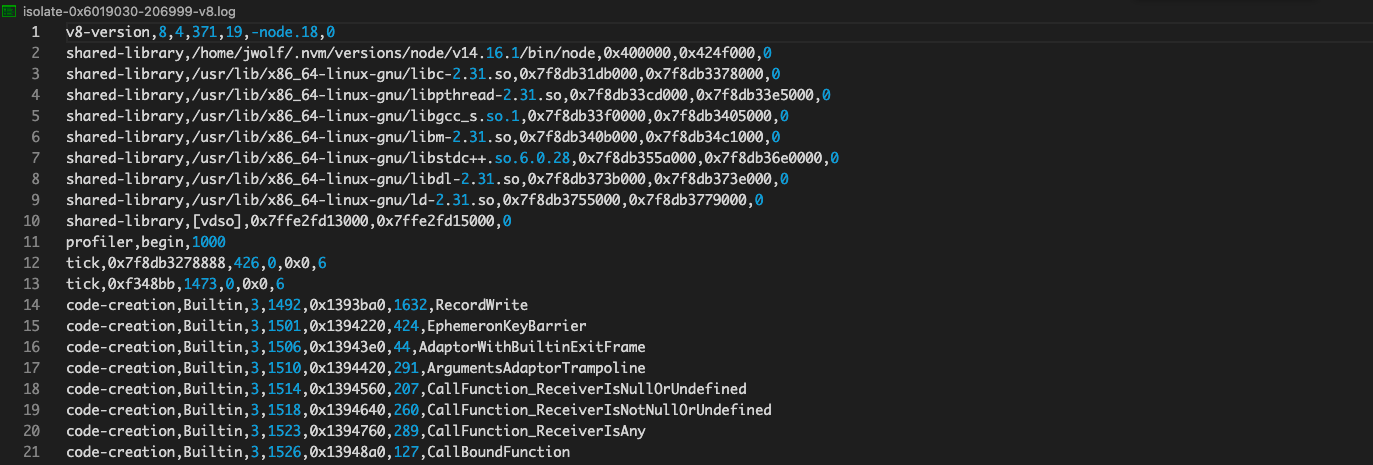 isolate-0x6019030-206999-v8.log
1 v8-version,8,4,371,19,-node.18,0
2 shared-library,/home/jwolf/.nvm/versions/node/v14.16.1/bin/node,0x400000,0x424f000,0
3 shared-library,/usr/lib/x86_64-linux-gnu/libc-2.31.so,0x7f8db31db000,0x7f8db3378000,0
4 shared-library,/usr/lib/x86_64-linux-gnu/libpthread-2.31.so,0x7f8db33cd000,0x7f8db33e5000,0
5 shared-library,/usr/lib/x86_64-linux-gnu/libgcc_s.so.1,0x7f8db33f0000,0x7f8db3405000,0
6 shared-library,/usr/lib/x86_64-linux-gnu/libm-2.31.so,0x7f8db340b000,0x7f8db34c1000,0
7 shared-library,/usr/lib/x86_64-linux-gnu/libstdc++.so.6.0.28,0x7f8db355a000,0x7f8db36e0000,0
8 shared-library,/usr/lib/x86_64-linux-gnu/libdl-2.31.so,0x7f8db373b000,0x7f8db373e000,0
9 shared-library,/usr/lib/x86_64-linux-gnu/ld-2.31.so,0x7f8db3755000,0x7f8db3779000,0
10 shared-library,[vdso],0x7ffe2fd13000,0x7ffe2fd15000,0
11 profiler,begin,1000
12 tick,0x7f8db3278888,426,0,0x0,6
13 tick,0xf348bb,1473,0,0x0,6
14 code-creation,Builtin,3,1492,0x1393ba0,1632,RecordWrite
15 code-creation,Builtin,3,1501,0x1394220,424,EphemeronKeyBarrier
16 code-creation,Builtin,3,1506,0x13943e0,44,AdaptorWithBuiltinExitFrame
17 code-creation,Builtin,3,1510,0x1394420,291,ArgumentsAdaptorTrampoline
18 code-creation,Builtin,3,1514,0x1394560,207,CallFunction_ReceiverIsNullOrUndefined
19 code-creation,Builtin,3,1518,0x1394640,260,CallFunction_ReceiverIsNotNullOrUndefined
20 code-creation,Builtin,3,1523,0x1394760,289,CallFunction_ReceiverIsAny
21 code-creation,Builtin,3,1526,0x13948a0,127,CallBoundFunction